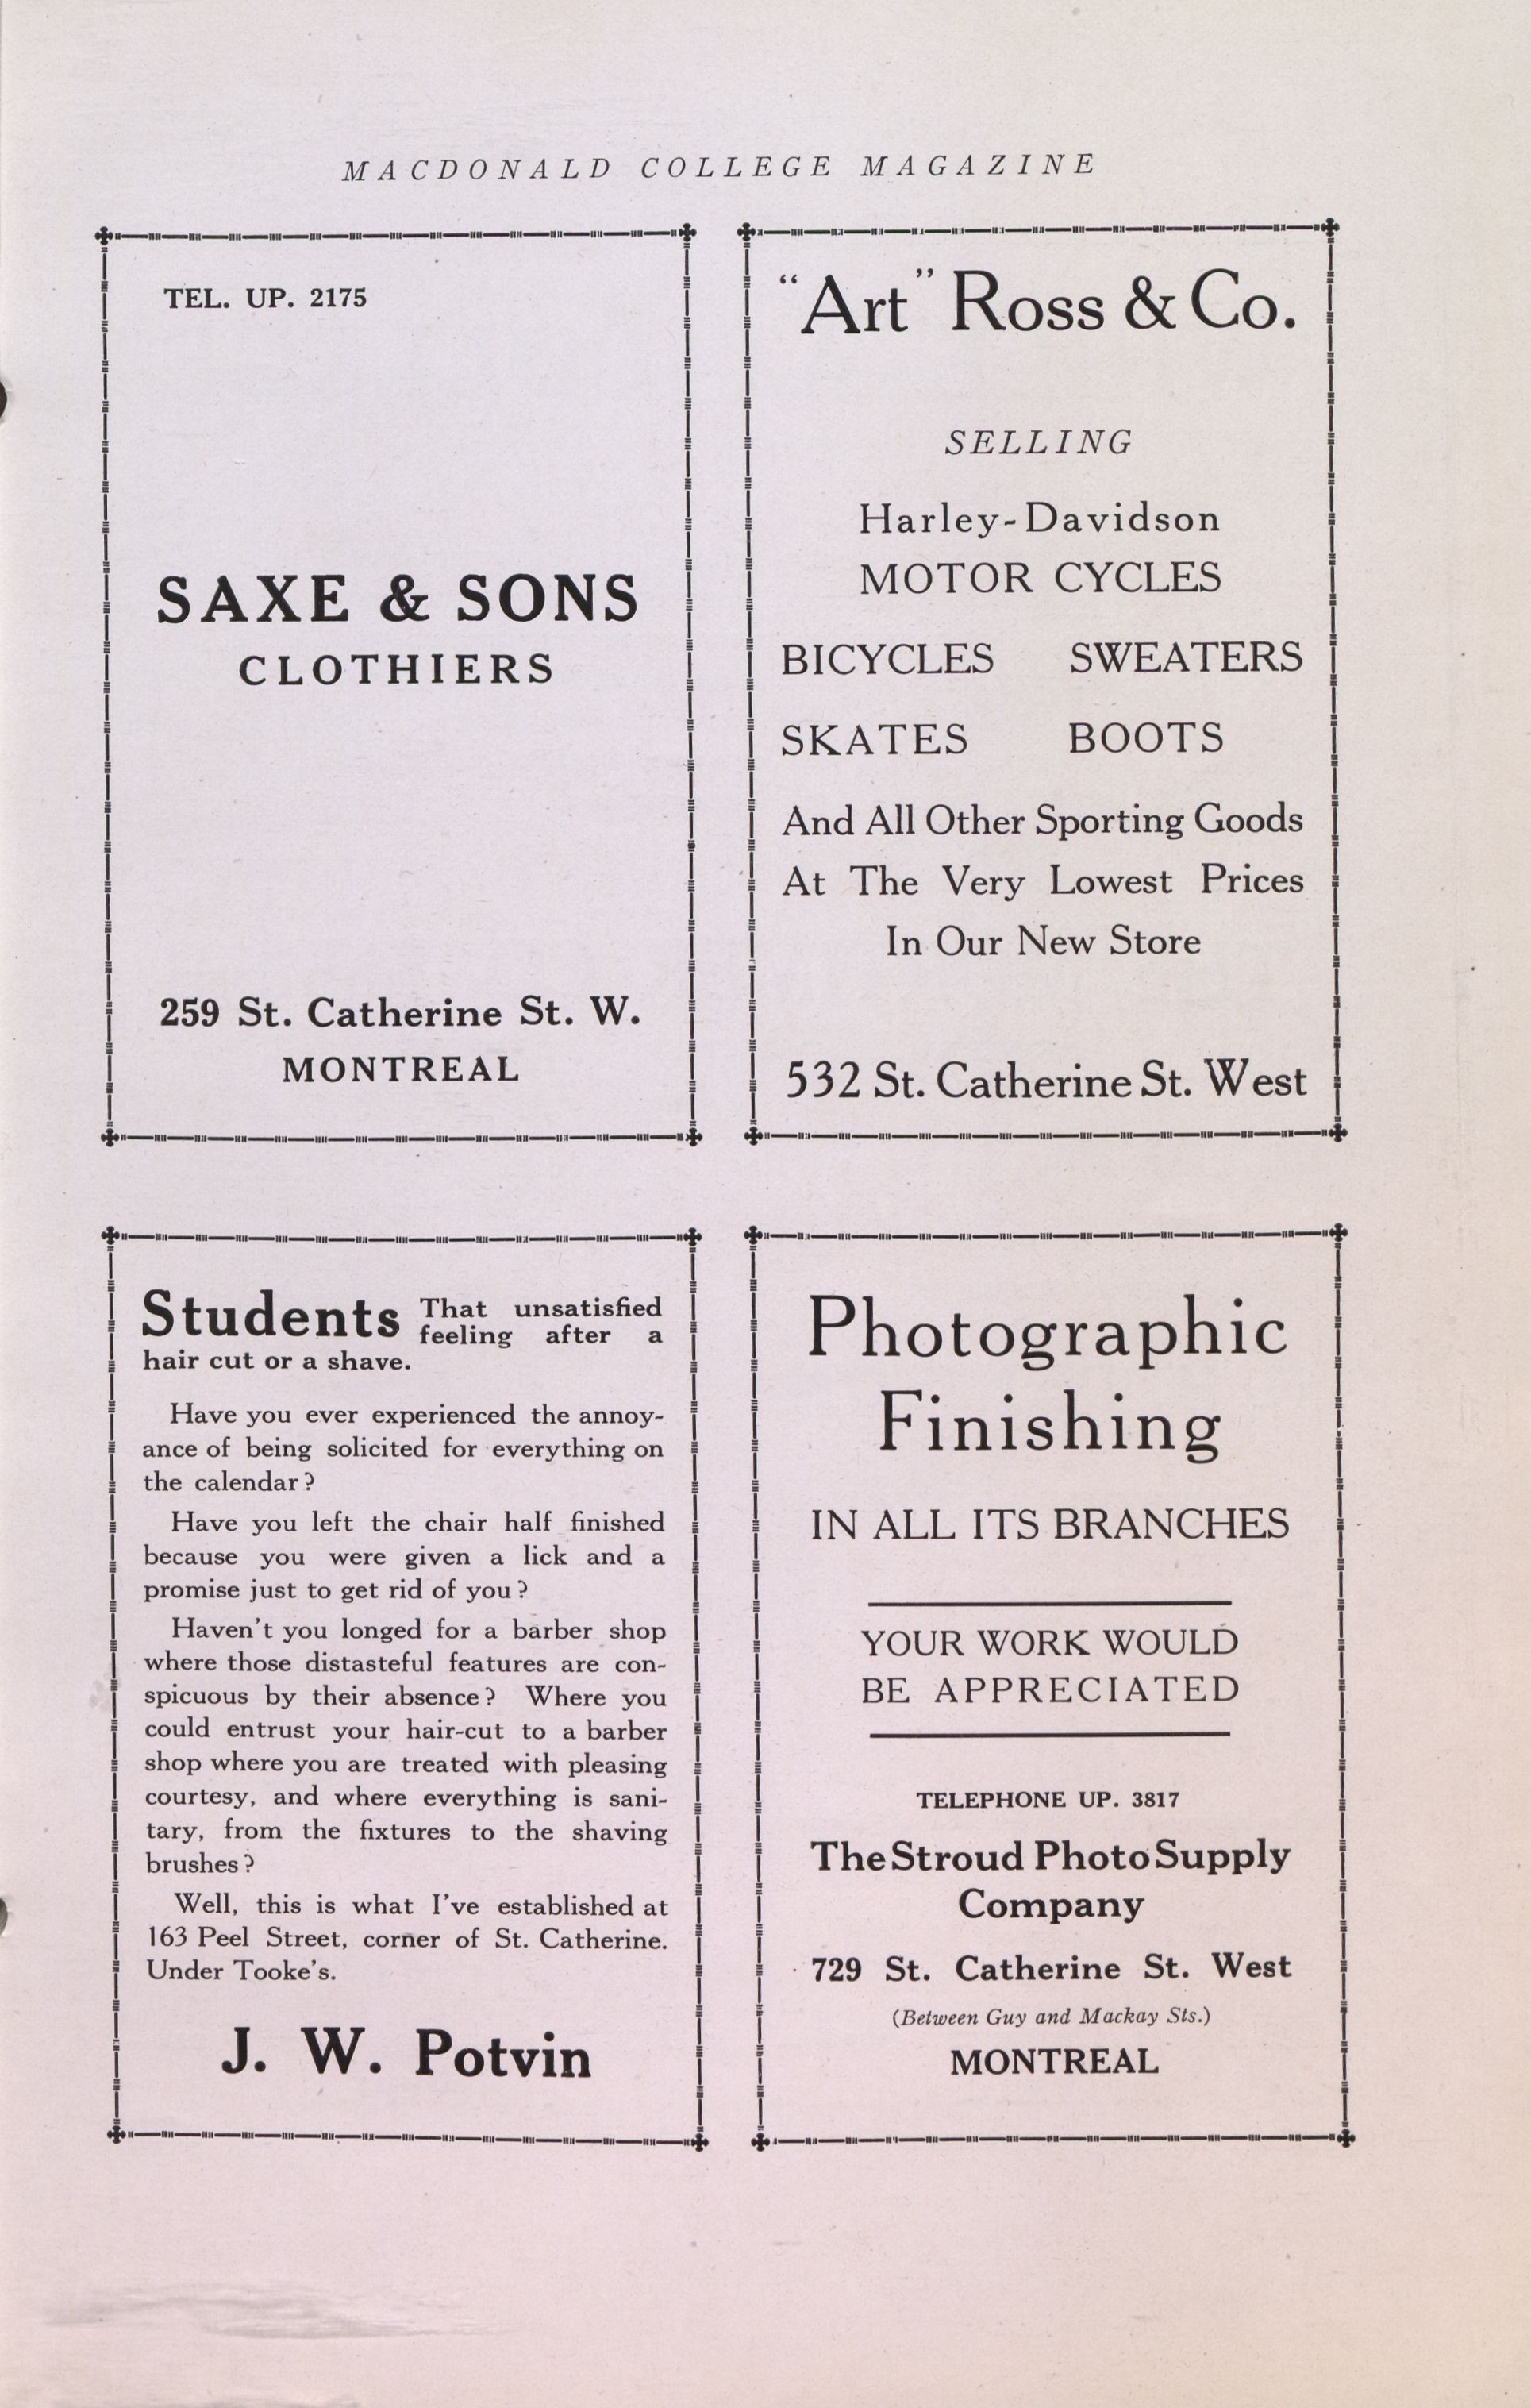 MACDONALD COLLEGE MAGAZINE
TEL. UP. 2175
SAXE & SONS
CLOTHIERS
259 St. Catherine St. W.
MONTREAL
“Art” Ross & Co.
SELLING
Harley-Davidson
MOTOR CYCLES
BICYCLES SWEATERS
SKATES BOOTS
And All Other Sporting Goods
At The Very Lowest Prices
In Our New Store
532 St. Catherine St. West
Students That unsatisfied
feeling after a
hair cut or a shave.
Have you ever experienced the annoy-
ance of being solicited for everything on
the calendar?
Have you left the chair half finished
because you were given a lick and a
promise just to get rid of you?
Haven't you longed for a barber shop
where those distasteful features are con-
spicuous by their absence? Where you
could entrust your hair-cut to a barber
shop where you are treated with pleasing
courtesy, and where everything is sani-
tary, from the fixtures to the shaving
brushes?
Well, this is what I've established at
163 Peel Street, corner of St. Catherine.
Under Tooke's.
J. W. Potvin
Photographic
Finishing
IN ALL ITS BRANCHES
YOUR WORK WOULD
BE APPRECIATED
TELEPHONE UP. 3817
The Stroud Photo Supply
Company
729 St. Catherine St. West
(Between Guy and Mackay Sts.)
MONTREAL